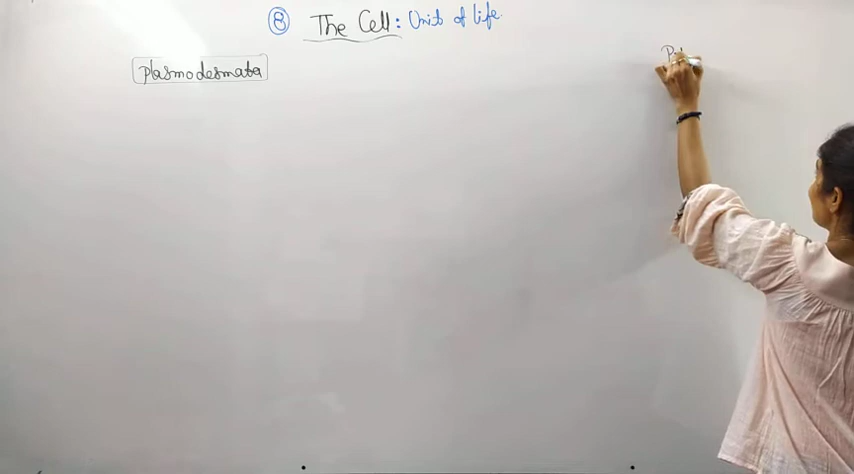 8 The Cell: Unit of life.
plasmodesmata